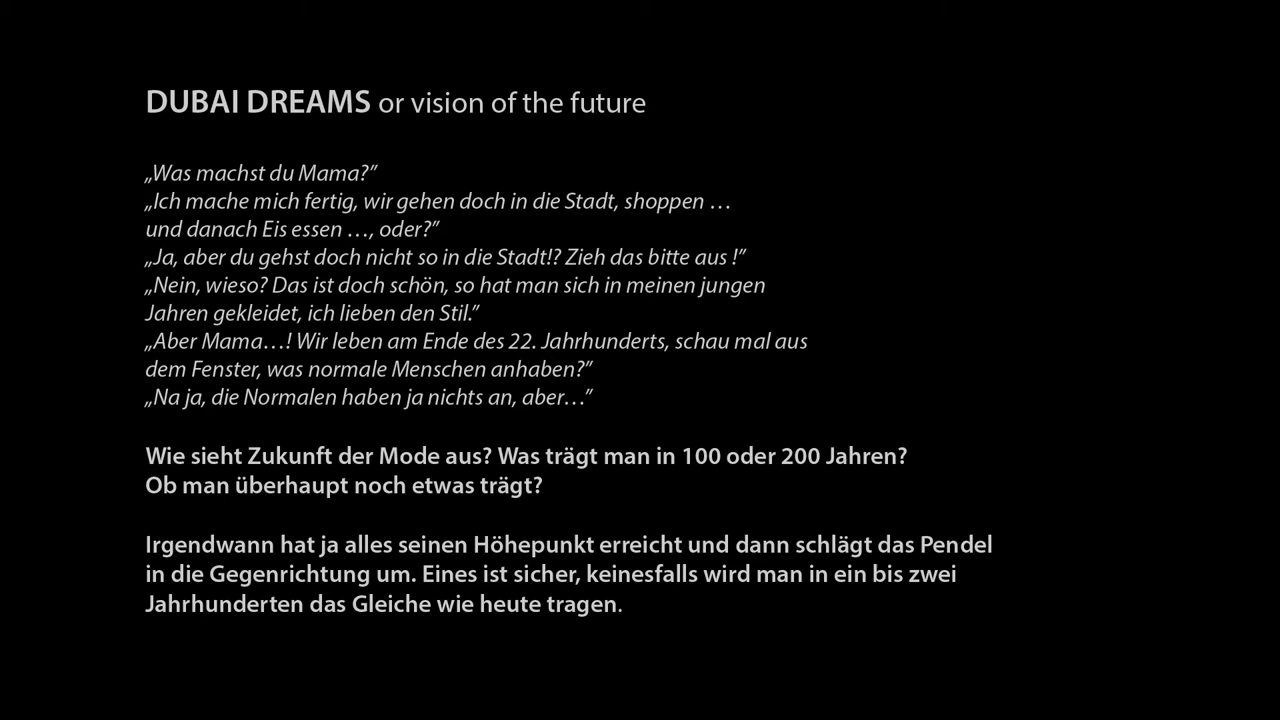 DUBAI DREAMS or vision of the future
„Was machst du Mama?”
„Ich mache mich fertig, wir gehen doch in die Stadt, shoppen …
und danach Eis essen …, oder?”
„Ja, aber du gehst doch nicht so in die Stadt!? Zieh das bitte aus !”
„Nein, wieso? Das ist doch schön, so hat man sich in meinen jungen
Jahren gekleidet, ich lieben den Stil.”
„Aber Mama…! Wir leben am Ende des 22. Jahrhunderts, schau mal aus
dem Fenster, was normale Menschen anhaben?”
„Na ja, die Normalen haben ja nichts an, aber…”
Wie sieht Zukunft der Mode aus? Was trägt man in 100 oder 200 Jahren?
Ob man überhaupt noch etwas trägt?
Irgendwann hat ja alles seinen Höhepunkt erreicht und dann schlägt das Pendel
in die Gegenrichtung um. Eines ist sicher, keinesfalls wird man in ein bis zwei
Jahrhunderten das Gleiche wie heute tragen.